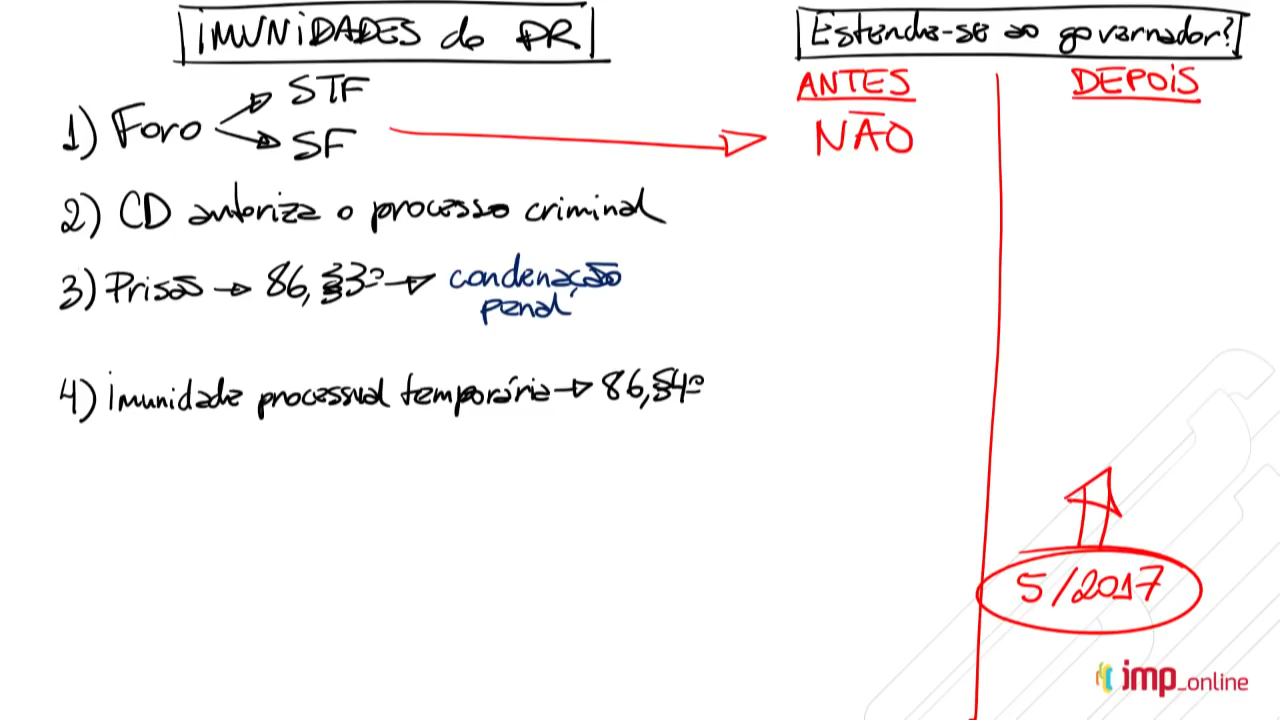 IMUNIDADES do PR
Estende-se ao governador?
ANTES
DEPOIS
1) Foro
STF
SF
NÃO
2) CD autoriza o processo criminal
3) Prisão → 86, §3º → condenação
penal
4) Imunidade processual temporária → 86, §4º
5/2017
imp_online